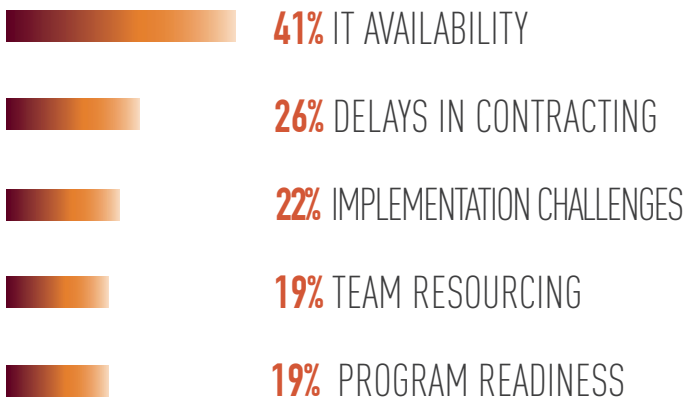 41% IT AVAILABILITY
26% DELAYS IN CONTRACTING
22% IMPLEMENTATION CHALLENGES
19% TEAM RESOURCING
19% PROGRAM READINESS